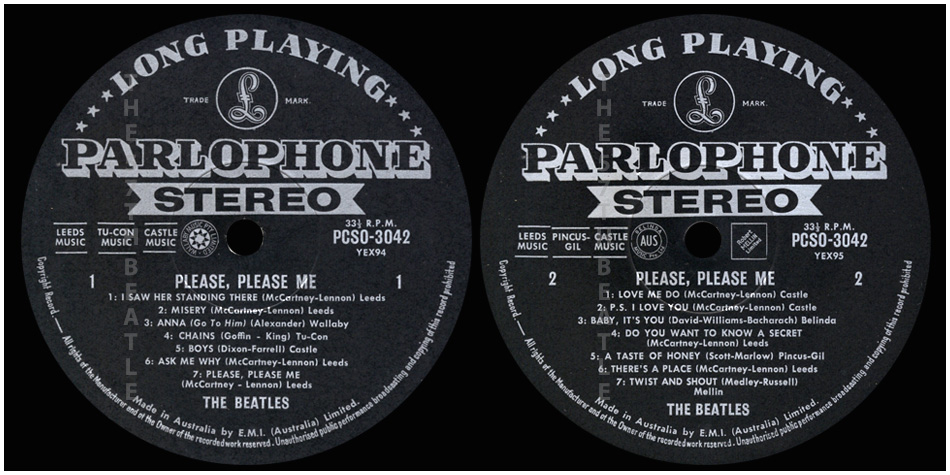 LONG PLAYING
TRADE MARK.
PARLOPHONE
STEREO
33⅓ R.P.M.
PCSO-3042
YEX94
LEEDS MUSIC
TU-CON MUSIC
CASTLE MUSIC
1 PLEASE, PLEASE ME 1
1: I SAW HER STANDING THERE (McCartney-Lennon) Leeds
2: MISERY (McCartney-Lennon) Leeds
3: ANNA (Go To Him) (Alexander) Wallaby
4: CHAINS (Goffin - King) Tu-Con
5: BOYS (Dixon-Farrell) Castle
6: ASK ME WHY (McCartney-Lennon) Leeds
7: PLEASE, PLEASE ME
(McCartney - Lennon) Leeds
THE BEATLES
Copyright Record — All rights of the Manufacturer and of the Owner of the recorded work reserved. Unauthorised public performance broadcasting and copying of this record prohibited
Made in Australia by E.M.I. (Australia) Limited.
THE BEATLE
LONG PLAYING
TRADE MARK.
PARLOPHONE
STEREO
33⅓ R.P.M.
PCSO-3042
YEX95
LEEDS MUSIC
PINCUS-GIL
CASTLE MUSIC
BELINDA
AUS
Robert
MELLIN
Limited
2 PLEASE, PLEASE ME 2
1: LOVE ME DO (McCartney-Lennon) Castle
2: P.S. I LOVE YOU (McCartney-Lennon) Castle
3: BABY, IT'S YOU (David-Williams-Bacharach) Belinda
4: DO YOU WANT TO KNOW A SECRET
(McCartney-Lennon) Leeds
5: A TASTE OF HONEY (Scott-Marlow) Pincus-Gil
6: THERE'S A PLACE (McCartney-Lennon) Leeds
7: TWIST AND SHOUT (Medley-Russell)
Mellin
THE BEATLES
Copyright Record — All rights of the Manufacturer and of the Owner of the recorded work reserved. Unauthorised public performance broadcasting and copying of this record prohibited
Made in Australia by E.M.I. (Australia) Limited.